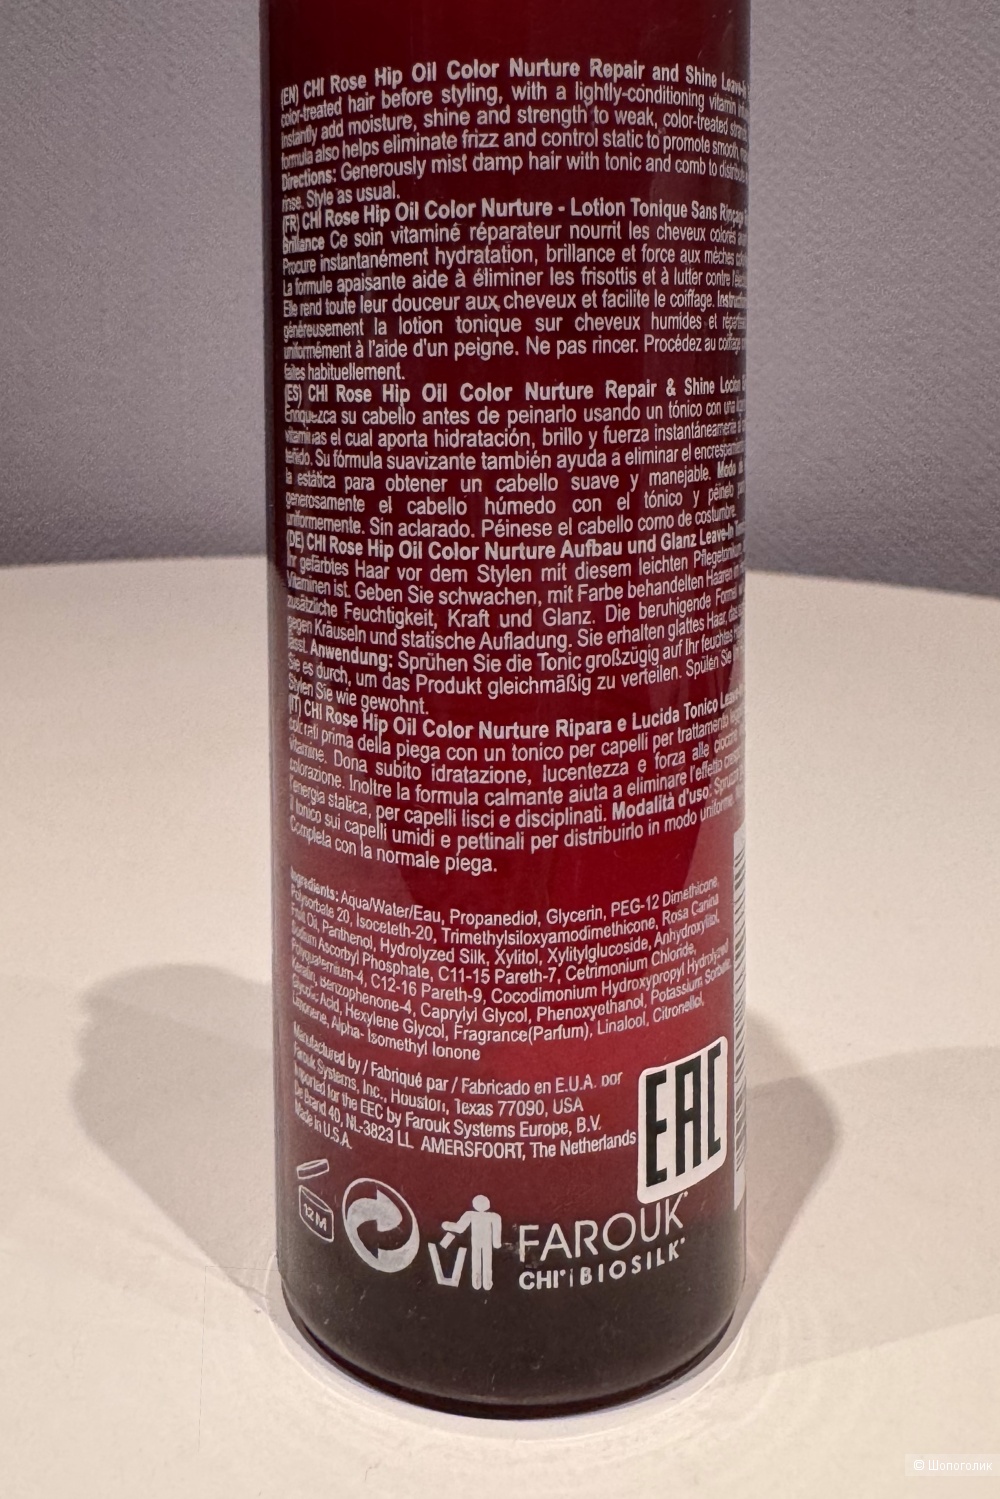 (EN) CHI Rose Hip Oil Color Nurture Repair and Shine Leave-In
color-treated hair before styling, with a lightly-conditioning vitamin
instantly add moisture, shine and strength to weak, color-treated
formula also helps eliminate frizz and control static to promote smooth,
Directions: Generously mist damp hair with tonic and comb to distribute
rinse. Style as usual.
(FR) CHI Rose Hip Oil Color Nurture - Lotion Tonique Sans Rinçage
Brillance Ce soin vitaminé réparateur nourrit les cheveux colorés
Procure instantanément hydratation, brillance et force aux mèches
La formule apaisante aide à éliminer les frisottis et à lutter contre
Elle rend toute leur douceur aux cheveux et facilite le coiffage.
généreusement la lotion tonique sur cheveux humides et
uniformément à l'aide d'un peigne. Ne pas rincer. Procédez au coiffage
faites habituellement.
(ES) CHI Rose Hip Oil Color Nurture Repair & Shine
Enriquezca su cabello antes de peinarlo usando un tónico con una
vitaminas el cual aporta hidratación, brillo y fuerza instantáneamente
teñido. Su fórmula suavizante también ayuda a eliminar el
la estática para obtener un cabello suave y manejable. Modo de
generosamente el cabello húmedo con el tónico y péinelo
uniformemente. Sin aclarado. Péinese el cabello como de costumbre.
(DE) CHI Rose Hip Oil Color Nurture Aufbau und Glanz Leave-In
Ihr gefärbtes Haar vor dem Stylen mit diesem leichten
Vitaminen ist. Geben Sie schwachen, mit Farbe behandelten Haaren
zusätzliche Feuchtigkeit, Kraft und Glanz. Die beruhigende Formel
gegen Kräuseln und statische Aufladung. Sie erhalten glattes Haar,
lässt. Anwendung: Sprühen Sie die Tonic großzügig auf Ihr feuchtes
Sie es durch, um das Produkt gleichmäßig zu verteilen. Spülen Sie
Stylen Sie wie gewohnt.
(IT) CHI Rose Hip Oil Color Nurture Ripara e Lucida Tonico
colorati prima della piega con un tonico per capelli per trattamento
vitamine. Dona subito idratazione, lucentezza e forza alle ciocche
colorazione. Inoltre la formula calmante aiuta a eliminare l'effetto
l'energia statica, per capelli lisci e disciplinati. Modalità d'uso:
il tonico sui capelli umidi e pettinali per distribuirlo in modo uniforme.
Completa con la normale piega.
Ingredients: Aqua/Water/Eau, Propanediol, Glycerin, PEG-12 Dimethicone,
Polysorbate 20, Isoceteth-20, Trimethylsiloxyamodimethicone, Rosa Canina
Fruit Oil, Panthenol, Hydrolyzed Silk, Xylitol, Xylitylglucoside, Anhydroxylitol,
Sodium Ascorbyl Phosphate, C11-15 Pareth-7, Cetrimonium Chloride,
Polyquaternium-4, C12-16 Pareth-9, Cocodimonium Hydroxypropyl Hydrolyzed
Keratin, Benzophenone-4, Caprylyl Glycol, Phenoxyethanol, Potassium Sorbate,
Glycolic Acid, Hexylene Glycol, Fragrance(Parfum), Linalool, Citronellol,
Limonene, Alpha- Isomethyl Ionone
Manufactured by / Fabriqué par / Fabricado en E.U.A. por
Farouk Systems, Inc., Houston, Texas 77090, USA
Imported for the EEC by Farouk Systems Europe, B.V.
De Brand 40, NL-3823 LL AMERSFOORT, The Netherlands
Made in U.S.A.
EAC
12M
FAROUK
CHI BIOSILK
© Шопоголик